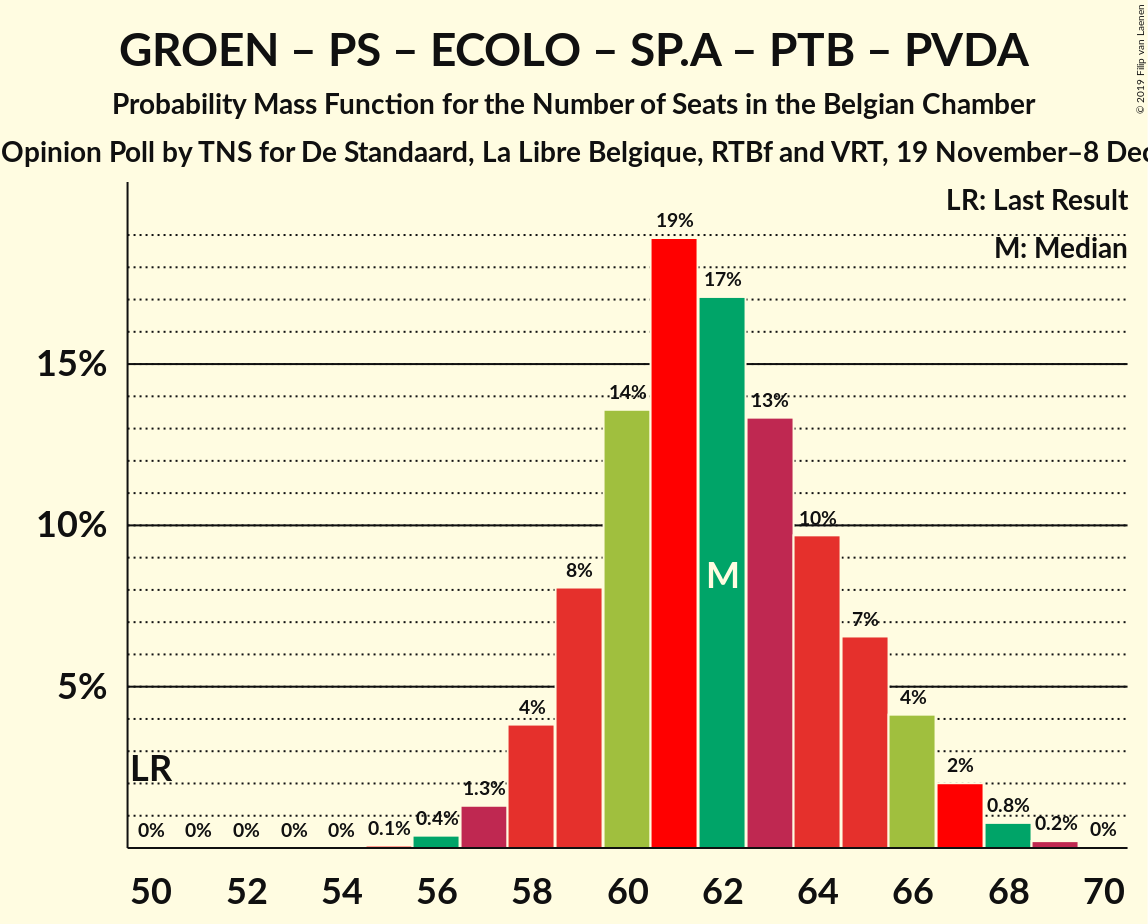 GROEN – PS – ECOLO – SP.A – PTB – PVDA
Probability Mass Function for the Number of Seats in the Belgian Chamber
Opinion Poll by TNS for De Standaard, La Libre Belgique, RTBf and VRT, 19 November–8 Dec
© 2019 Filip van Laenen
LR: Last Result
M: Median
15%
10%
5%
LR
0% 0% 0% 0% 0% 0.1% 0.4% 1.3% 4% 8% 14% 19% 17% 13% 10% 7% 4% 2% 0.8% 0.2% 0%
M
50 52 54 56 58 60 62 64 66 68 70